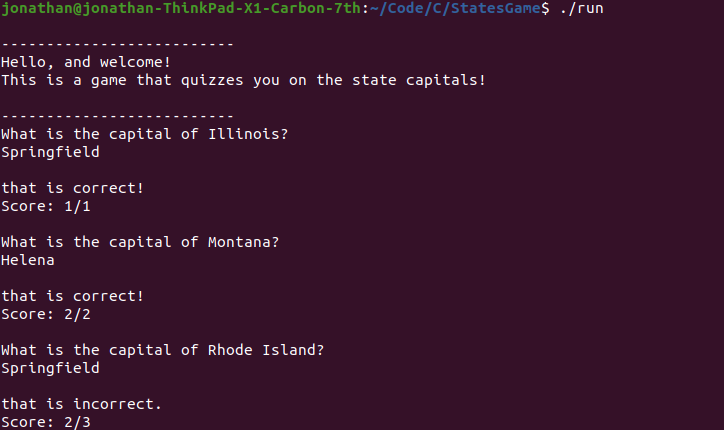 jonathan@jonathan-ThinkPad-X1-Carbon-7th:~/Code/C/StatesGame$ ./run
--------------------------
Hello, and welcome!
This is a game that quizzes you on the state capitals!
--------------------------
What is the capital of Illinois?
Springfield
that is correct!
Score: 1/1
What is the capital of Montana?
Helena
that is correct!
Score: 2/2
What is the capital of Rhode Island?
Springfield
that is incorrect.
Score: 2/3